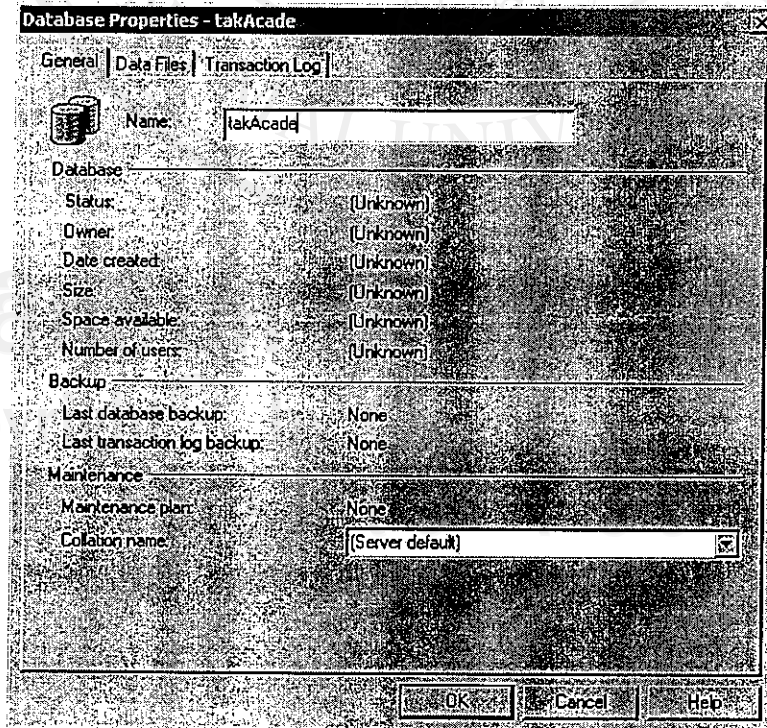 Database Properties - takAcade
General Data Files Transaction Log
Name: takAcade
Database
Status: (Unknown)
Owner: (Unknown)
Date created: (Unknown)
Size: (Unknown)
Space available: (Unknown)
Number of users: (Unknown)
Backup
Last database backup: None
Last transaction log backup: None
Maintenance
Maintenance plan: None
Collation name: (Server default)
OK Cancel Help